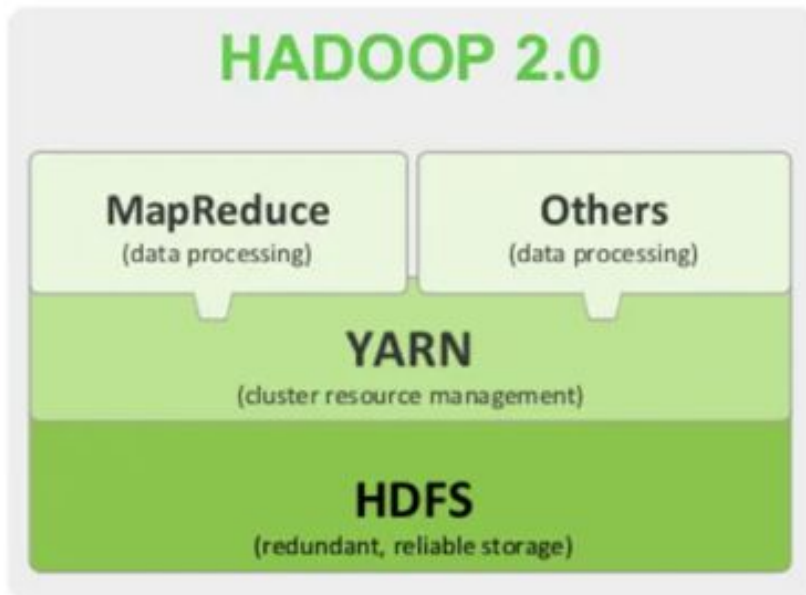 HADOOP 2.0
MapReduce
(data processing)
Others
(data processing)
YARN
(cluster resource management)
HDFS
(redundant, reliable storage)